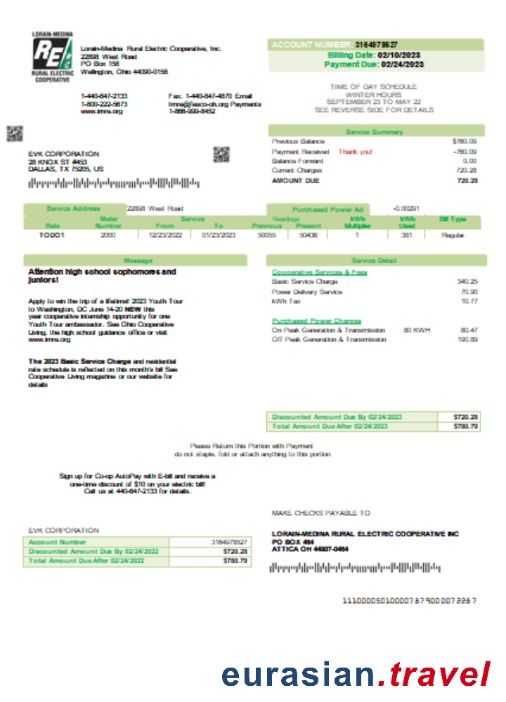 LORAIN-MEDINA
RE
RURAL ELECTRIC
COOPERATIVE
Lorain-Medina Rural Electric Cooperative, Inc.
22898 West Road
PO Box 158
Wellington, Ohio 44090-0158
1-440-647-2133 Fax: 1-440-647-4870 Email
1-800-222-5673 lmre@fesco-oh.org Payments
www.lmre.org 1-866-999-8452
ACCOUNT NUMBER: 3164978527
Billing Date: 02/10/2023
Payment Due: 02/24/2023
TIME OF DAY SCHEDULE
WINTER HOURS
SEPTEMBER 23 TO MAY 22
SEE REVERSE SIDE FOR DETAILS
EVK CORPORATION
28 KNOX ST #453
DALLAS, TX 75205, US
Service Summary
Previous Balance $760.09
Payment Received Thank you! -760.09
Balance Forward 0.00
Current Charges 720.28
AMOUNT DUE 720.28
Service Address 22898 West Road Purchased Power Ad -0.00291
Meter Service Readings kWh kWh Bill Type
Rate Number From To Previous Present Multiplier Used
TODO1 2000 12/23/2022 01/23/2023 50055 50436 1 381 Regular
Message
Attention high school sophomores and
juniors!
Apply to win the trip of a lifetime! 2023 Youth Tour
to Washington, DC June 14-20 NEW this
year cooperative internship opportunity for one
Youth Tour ambassador. See Ohio Cooperative
Living, the high school guidance office or visit
www.lmre.org
The 2023 Basic Service Charge and residential
rate schedule is reflected on this month's bill See
Cooperative Living magazine or our website for
details
Service Detail
Cooperative Services & Fees
Basic Service Charge 340.25
Power Delivery Service 70.90
kWh Tax 10.77
Purchased Power Charges
On Peak Generation & Transmission 80 KWH 80.47
Off Peak Generation & Transmission 190.89
Discounted Amount Due By 02/24/2023 $720.28
Total Amount Due After 02/24/2023 $780.79
Please Return this Portion with Payment
do not staple, fold or attach anything to this portion
Sign up for Co-op AutoPay with E-bill and receive a
one-time discount of $10 on your electric bill!
Call us at 440-647-2133 for details.
EVK CORPORATION
Account Number 3164978527
Discounted Amount Due By 02/24/2022 $720.28
Total Amount Due After 02/24/2022 $780.79
MAKE CHECKS PAYABLE TO
LORAIN-MEDINA RURAL ELECTRIC COOPERATIVE INC
PO BOX 464
ATTICA OH 44807-0464
eurasian.travel